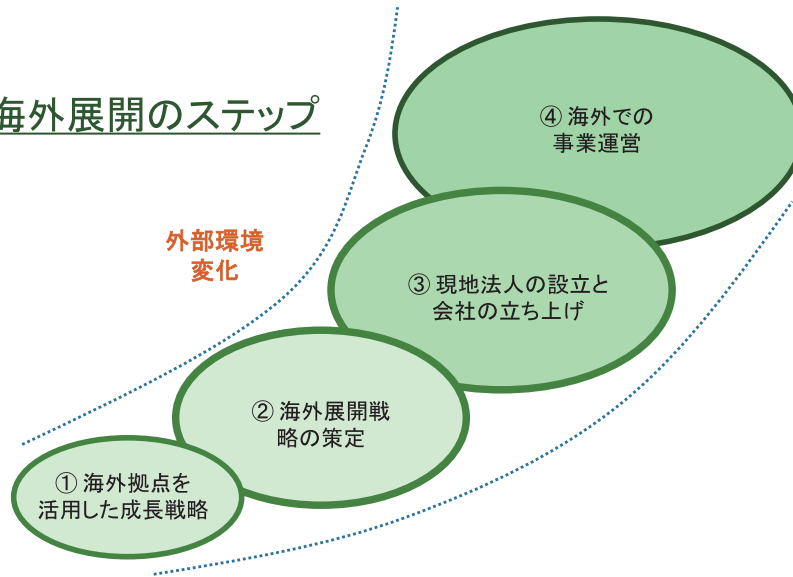 海外展開のステップ
④ 海外での
事業運営
外部環境
変化
③ 現地法人の設立と
会社の立ち上げ
② 海外展開戦
略の策定
① 海外拠点を
活用した成長戦略